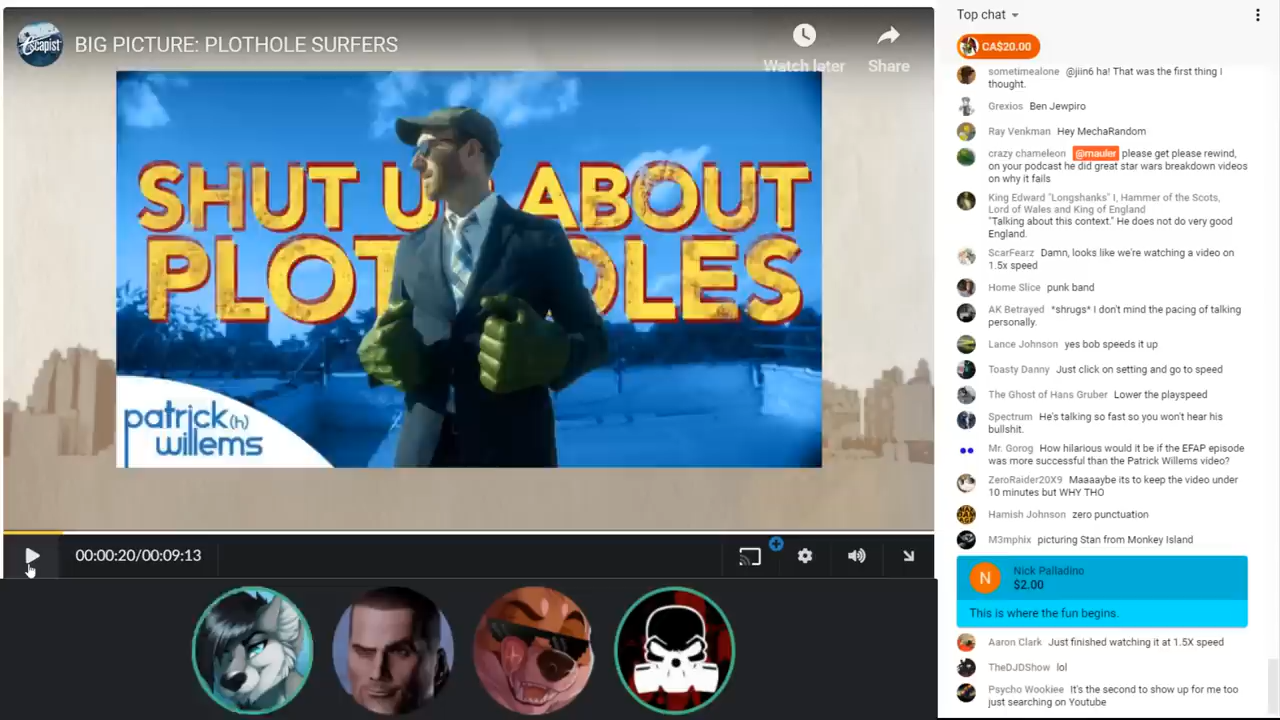 Escapist
BIG PICTURE: PLOTHOLE SURFERS
Watch later
Share
SHUT U ABOUT
PLOT OLES
patrick(h)
willems
00:00:20/00:09:13
Top chat
CA$20.00
sometimealone @jiin6 ha! That was the first thing I
thought.
Grexios Ben Jewpiro
Ray Venkman Hey MechaRandom
crazy chameleon @mauler please get please rewind,
on your podcast he did great star wars breakdown videos
on why it fails
King Edward "Longshanks" I, Hammer of the Scots,
Lord of Wales and King of England
"Talking about this context." He does not do very good
England.
ScarFearz Damn, looks like we're watching a video on
1.5x speed
Home Slice punk band
AK Betrayed *shrugs* I don't mind the pacing of talking
personally.
Lance Johnson yes bob speeds it up
Toasty Danny Just click on setting and go to speed
The Ghost of Hans Gruber Lower the playspeed
Spectrum He's talking so fast so you won't hear his
bullshit.
Mr. Gorog How hilarious would it be if the EFAP episode
was more successful than the Patrick Willems video?
ZeroRaider20X9 Maaaaybe its to keep the video under
10 minutes but WHY THO
Hamish Johnson zero punctuation
M3mphix picturing Stan from Monkey Island
N
Nick Palladino
$2.00
This is where the fun begins.
Aaron Clark Just finished watching it at 1.5X speed
TheDJDShow lol
Psycho Wookiee It's the second to show up for me too
just searching on Youtube